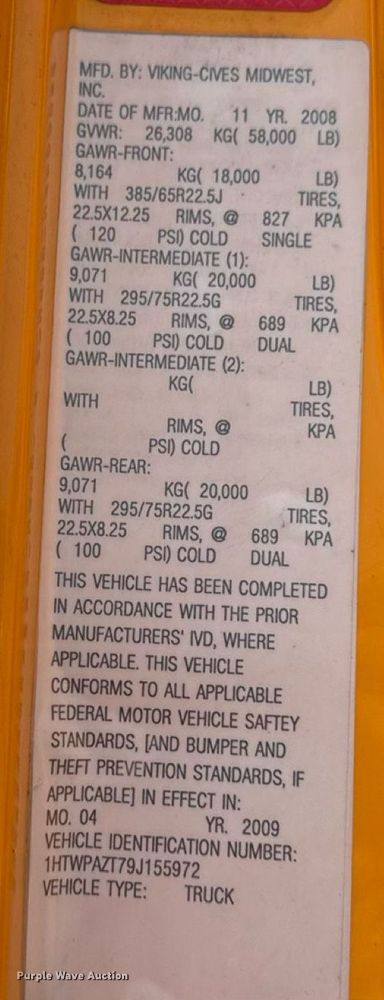 MFD. BY: VIKING-CIVES MIDWEST,
INC.
DATE OF MFR:MO. 11 YR. 2008
GVWR: 26,308 KG( 58,000 LB)
GAWR-FRONT:
8,164 KG( 18,000 LB)
WITH 385/65R22.5J TIRES,
22.5X12.25 RIMS, @ 827 KPA
( 120 PSI) COLD SINGLE
GAWR-INTERMEDIATE (1):
9,071 KG( 20,000 LB)
WITH 295/75R22.5G TIRES,
22.5X8.25 RIMS, @ 689 KPA
( 100 PSI) COLD DUAL
GAWR-INTERMEDIATE (2):
KG( LB)
WITH TIRES,
RIMS, @ KPA
( PSI) COLD
GAWR-REAR:
9,071 KG( 20,000 LB)
WITH 295/75R22.5G TIRES,
22.5X8.25 RIMS, @ 689 KPA
( 100 PSI) COLD DUAL
THIS VEHICLE HAS BEEN COMPLETED
IN ACCORDANCE WITH THE PRIOR
MANUFACTURERS' IVD, WHERE
APPLICABLE. THIS VEHICLE
CONFORMS TO ALL APPLICABLE
FEDERAL MOTOR VEHICLE SAFTEY
STANDARDS, [AND BUMPER AND
THEFT PREVENTION STANDARDS, IF
APPLICABLE] IN EFFECT IN:
MO. 04 YR. 2009
VEHICLE IDENTIFICATION NUMBER:
1HTWPAZT79J155972
VEHICLE TYPE: TRUCK
Purple Wave Auction